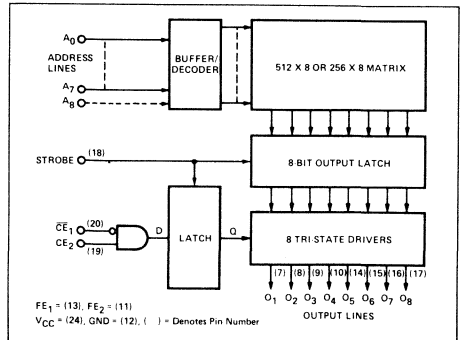 A0
ADDRESS
LINES
A7
A8
BUFFER/
DECODER
512 X 8 OR 256 X 8 MATRIX
STROBE (18)
8-BIT OUTPUT LATCH
CE1 (20)
CE2 (19)
D
LATCH
Q
8 TRI-STATE DRIVERS
(7) (8) (9) (10) (14) (15) (16) (17)
O1 O2 O3 O4 O5 O6 O7 O8
OUTPUT LINES
FE1 = (13), FE2 = (11)
VCC = (24), GND = (12), ( ) = Denotes Pin Number